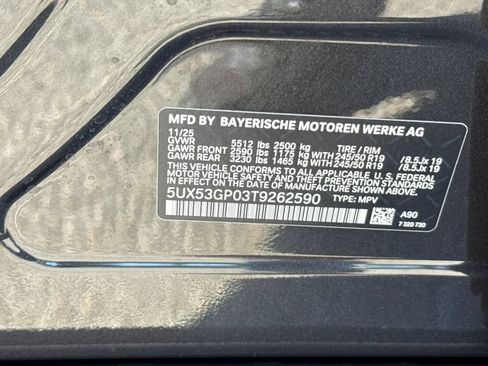 MFD BY BAYERISCHE MOTOREN WERKE AG
11/25
GVWR 5512 lbs 2500 kg TIRE / RIM
GAWR FRONT 2590 lbs 1175 kg WITH 245/50 R19 /8.5Jx 19
GAWR REAR 3230 lbs 1465 kg WITH 245/50 R19 /8.5Jx 19
THIS VEHICLE CONFORMS TO ALL APPLICABLE U.S. FEDERAL
MOTOR VEHICLE SAFETY, BUMPER, AND THEFT PREVENTION
STANDARDS IN EFFECT ON THE DATE OF MANUFACTURE SHOWN ABOVE.
5UX53GP03T9262590 TYPE: MPV
A90
7 320 730